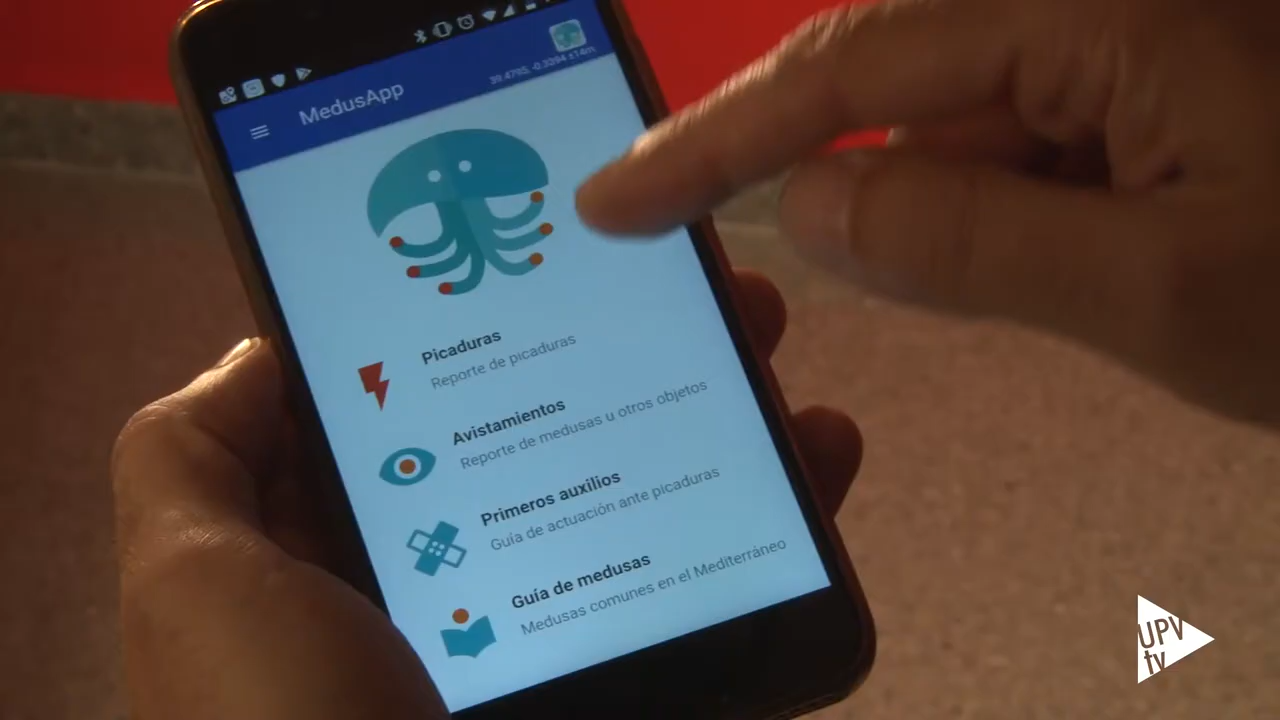 MedusApp
39.4795, -0.3394 ±14m
Picaduras
Reporte de picaduras
Avistamientos
Reporte de medusas u otros objetos
Primeros auxilios
Guía de actuación ante picaduras
Guía de medusas
Medusas comunes en el Mediterráneo
UPV
tv